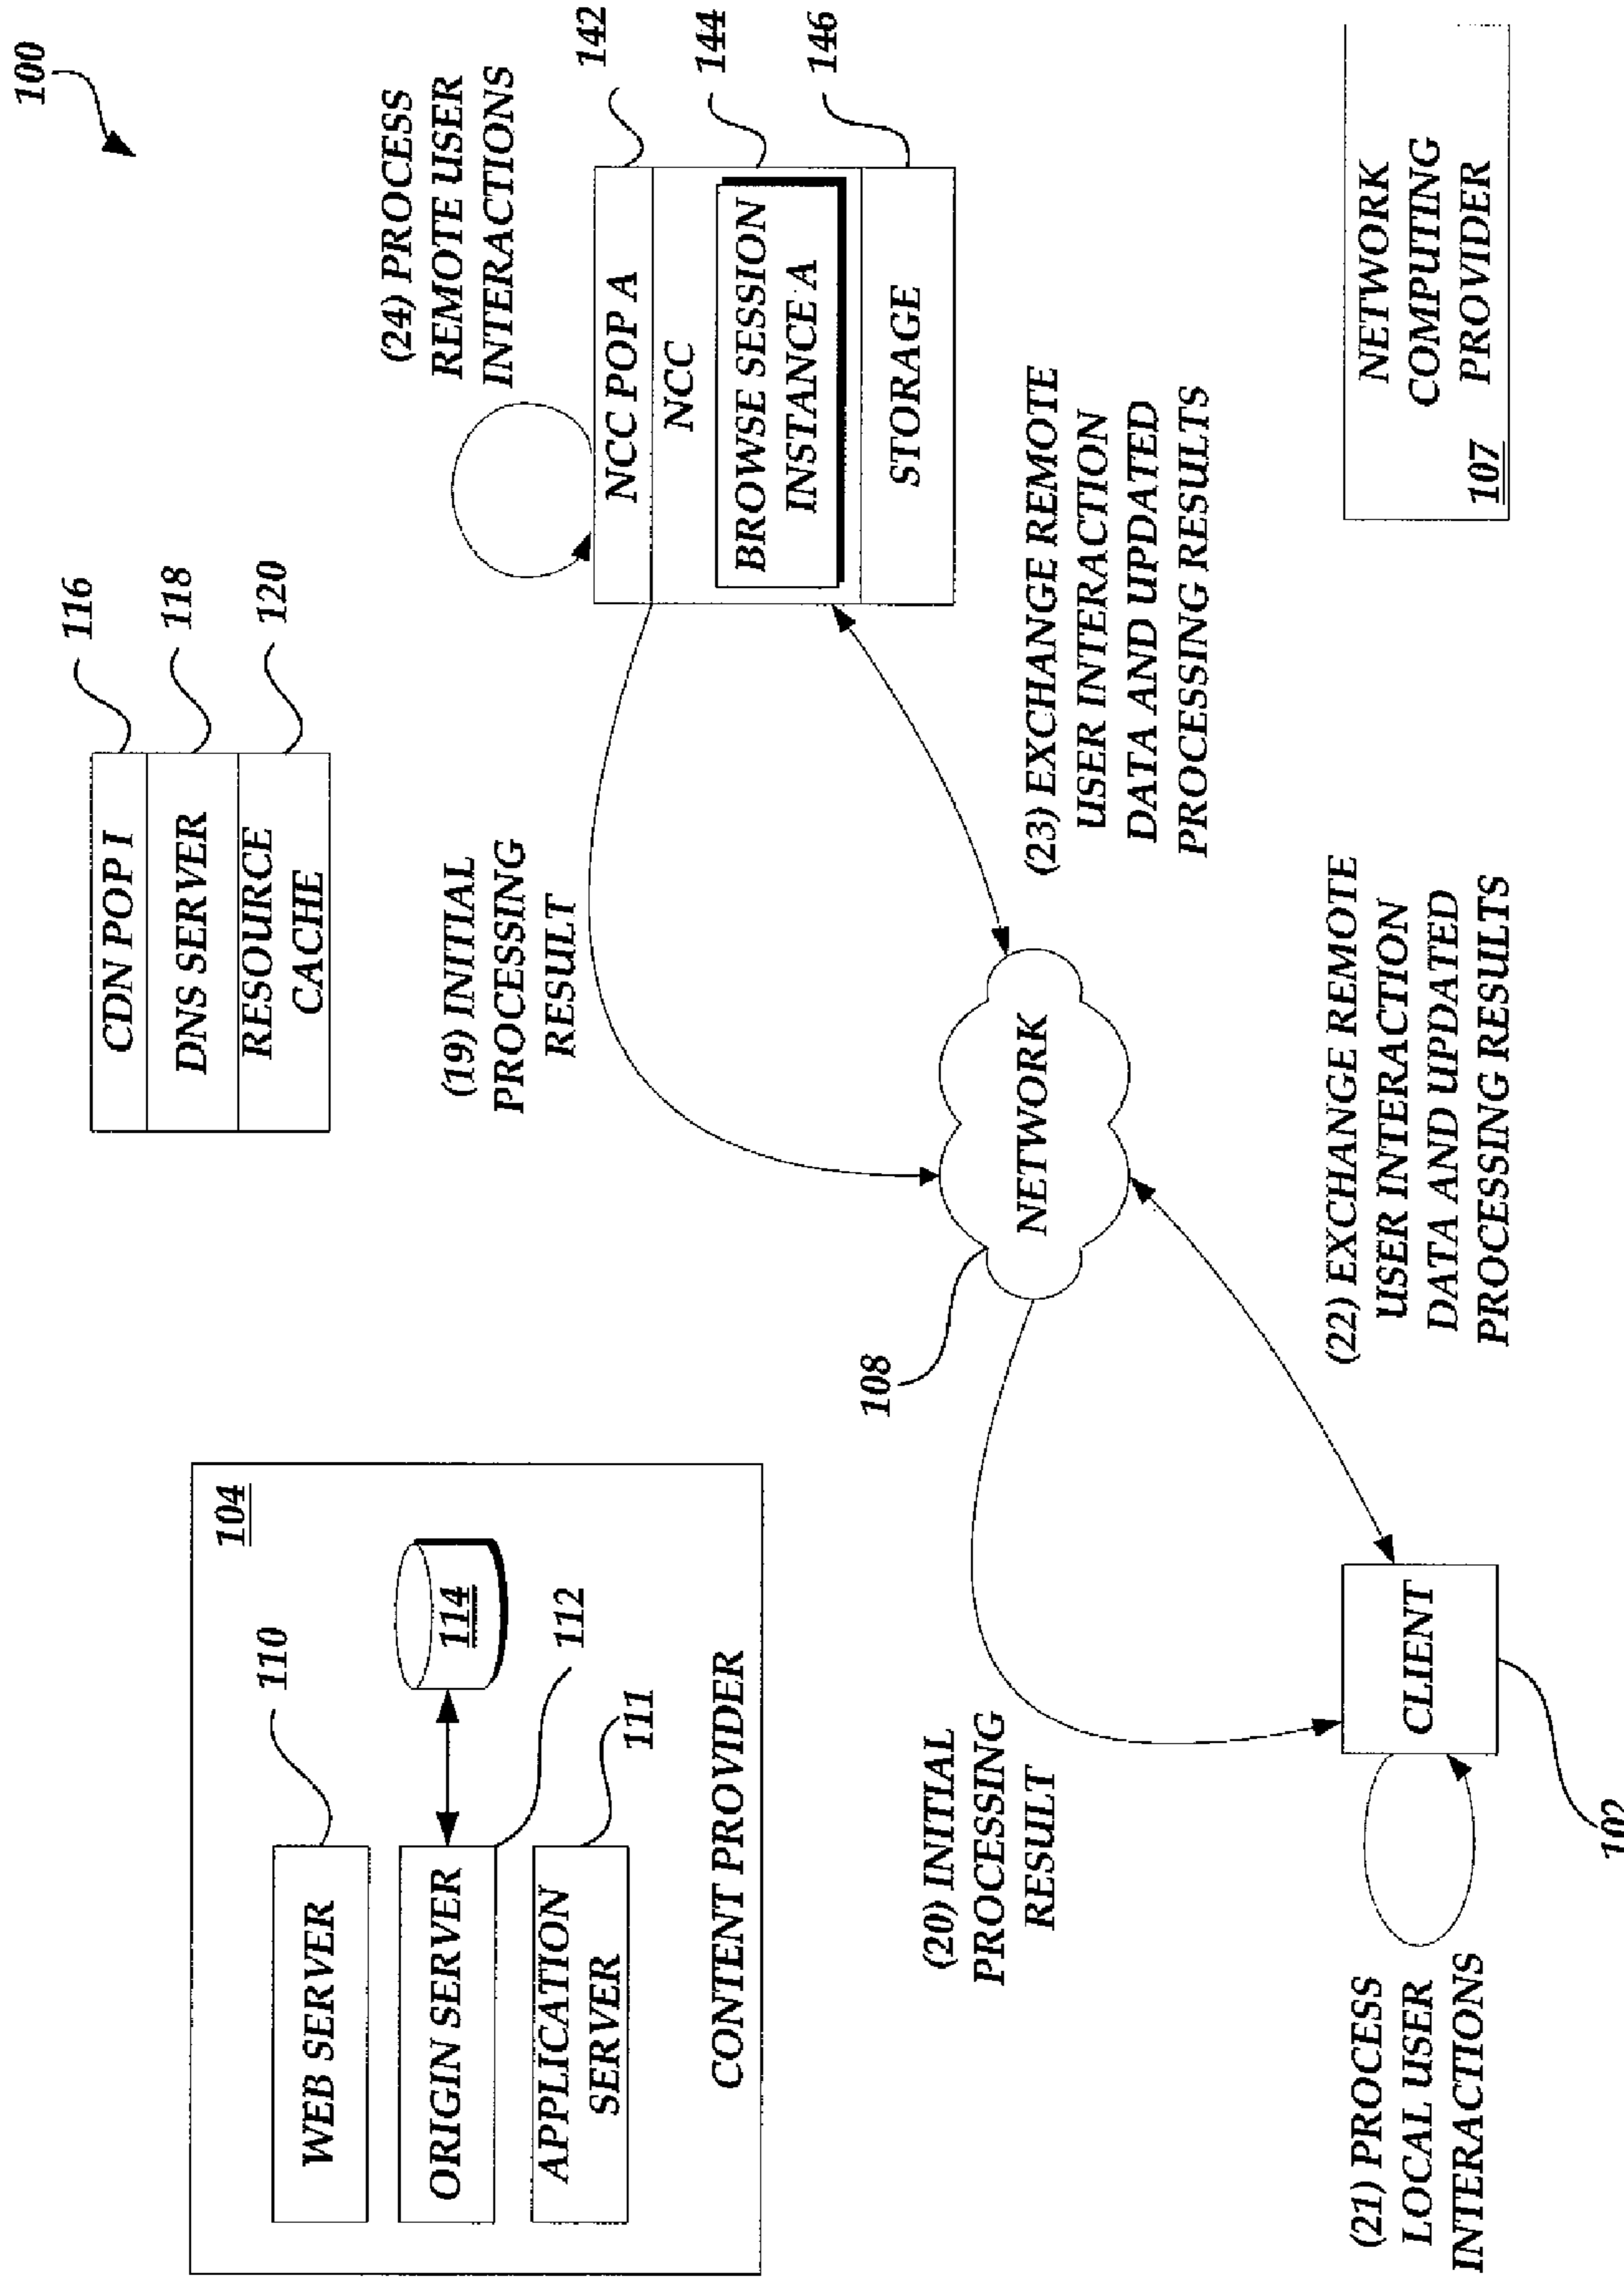 100
104
WEB SERVER
110
ORIGIN SERVER
114
112
APPLICATION
SERVER
111
CONTENT PROVIDER
CDN POP I
116
DNS SERVER
118
RESOURCE
CACHE
120
(24) PROCESS
REMOTE USER
INTERACTIONS
NCC POP A
142
NCC
144
BROWSE SESSION
INSTANCE A
STORAGE
146
(19) INITIAL
PROCESSING
RESULT
108
NETWORK
(23) EXCHANGE REMOTE
USER INTERACTION
DATA AND UPDATED
PROCESSING RESULTS
(20) INITIAL
PROCESSING
RESULT
(22) EXCHANGE REMOTE
USER INTERACTION
DATA AND UPDATED
PROCESSING RESULTS
(21) PROCESS
LOCAL USER
INTERACTIONS
CLIENT
102
NETWORK
COMPUTING
PROVIDER
107